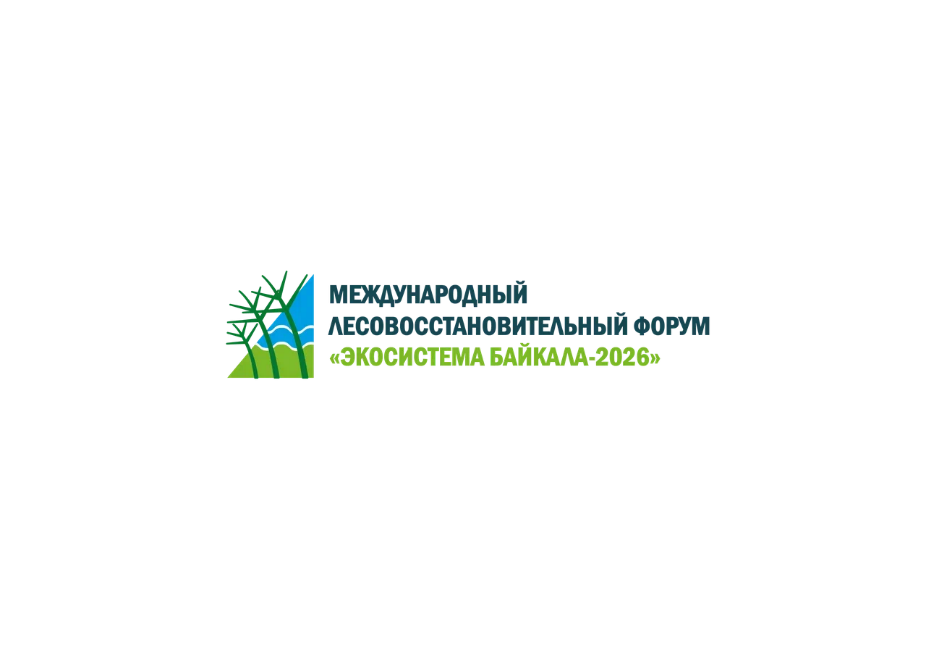 МЕЖДУНАРОДНЫЙ
ЛЕСОВОССТАНОВИТЕЛЬНЫЙ ФОРУМ
«ЭКОСИСТЕМА БАЙКАЛА-2026»